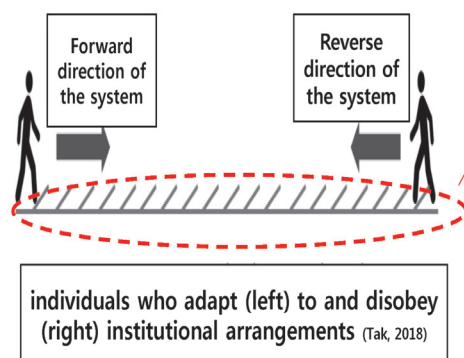 Forward
direction of
the system
Reverse
direction of
the system
individuals who adapt (left) to and disobey
(right) institutional arrangements (Tak, 2018)